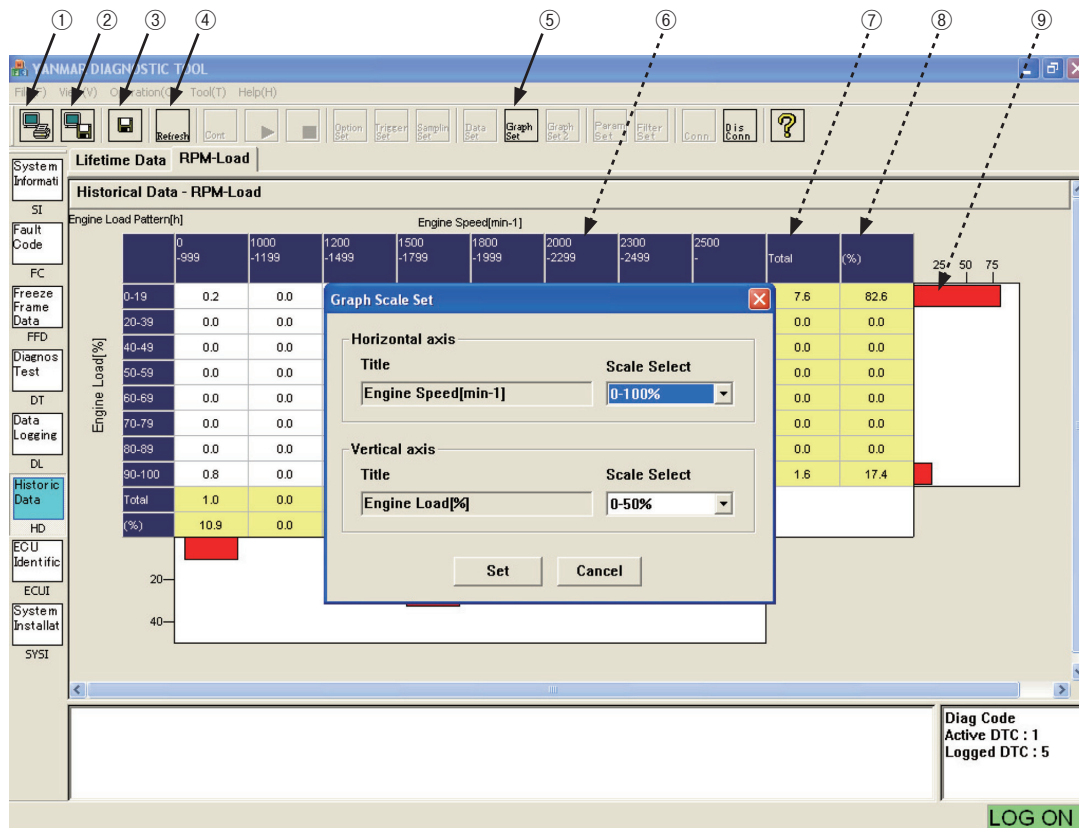 ① ② ③ ④ ⑤ ⑥ ⑦ ⑧ ⑨
YANMAR DIAGNOSTIC TOOL
File(F) View(V) Operation(O) Tool(T) Help(H)
Refresh Cont Option Set Trigger Set Samplin Set Data Set Graph Set Graph Set2 Param Set Filter Set Conn Dis Conn ?
Lifetime Data RPM-Load
Historical Data - RPM-Load
System Informati
SI
Fault Code
FC
Freeze Frame Data
FFD
Diagnos Test
DT
Data Logging
DL
Historic Data
HD
ECU Identific
ECUI
System Installat
SYSI
Engine Load Pattern[h] Engine Speed[min-1]
0 -999 1000 -1199 1200 -1499 1500 -1799 1800 -1999 2000 -2299 2300 -2499 2500 - Total (%)
25 50 75
Engine Load[%]
0-19 0.2 0.0 7.6 82.6
20-39 0.0 0.0 0.0 0.0
40-49 0.0 0.0 0.0 0.0
50-59 0.0 0.0 0.0 0.0
60-69 0.0 0.0 0.0 0.0
70-79 0.0 0.0 0.0 0.0
80-89 0.0 0.0 0.0 0.0
90-100 0.8 0.0 1.6 17.4
Total 1.0 0.0
(%) 10.9 0.0
20
40
Graph Scale Set
Horizontal axis
Title Scale Select
Engine Speed[min-1] 0-100%
Vertical axis
Title Scale Select
Engine Load[%] 0-50%
Set Cancel
Diag Code
Active DTC : 1
Logged DTC : 5
LOG ON